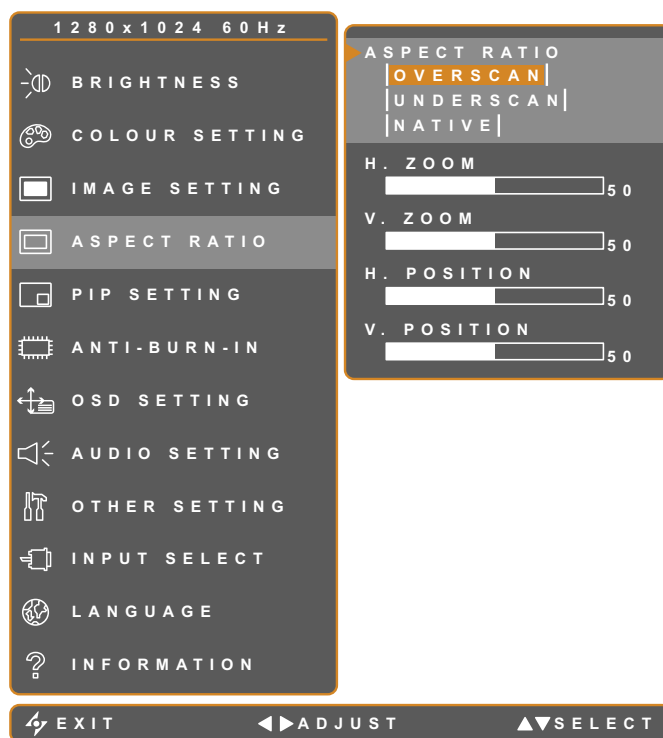 1280x1024 60Hz
BRIGHTNESS
COLOUR SETTING
IMAGE SETTING
ASPECT RATIO
PIP SETTING
ANTI-BURN-IN
OSD SETTING
AUDIO SETTING
OTHER SETTING
INPUT SELECT
LANGUAGE
INFORMATION
ASPECT RATIO
OVERSCAN
UNDERSCAN
NATIVE
H. ZOOM
50
V. ZOOM
50
H. POSITION
50
V. POSITION
50
EXIT ADJUST SELECT